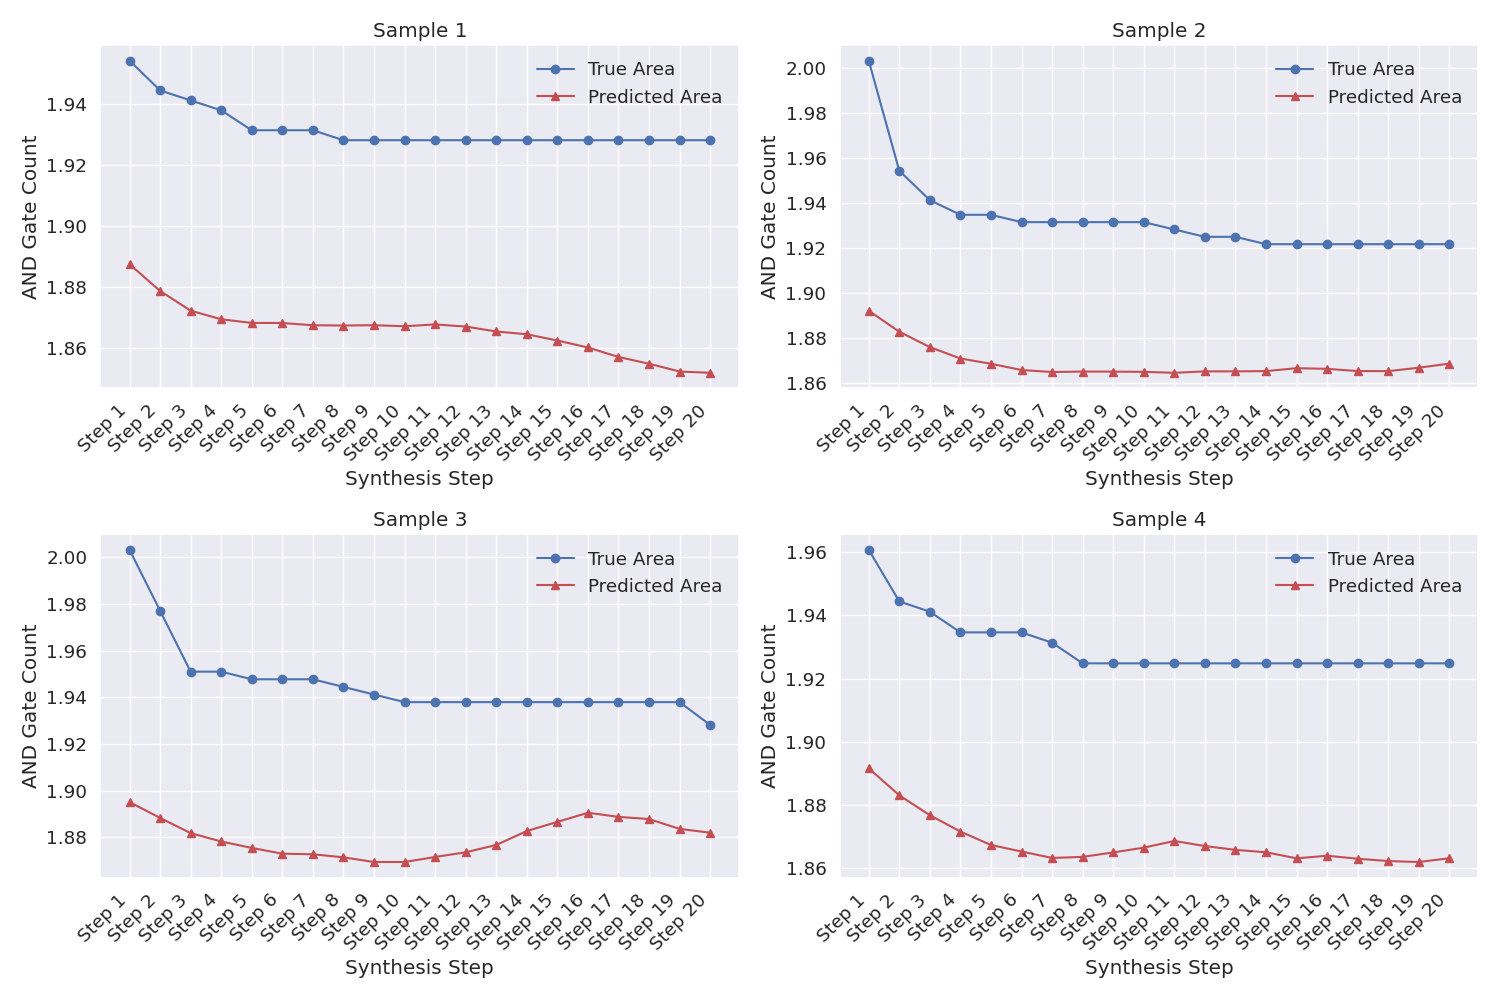 Sample 1
AND Gate Count
1.94
1.92
1.90
1.88
1.86
True Area
Predicted Area
Step 1
Step 2
Step 3
Step 4
Step 5
Step 6
Step 7
Step 8
Step 9
Step 10
Step 11
Step 12
Step 13
Step 14
Step 15
Step 16
Step 17
Step 18
Step 19
Step 20
Synthesis Step
Sample 2
AND Gate Count
2.00
1.98
1.96
1.94
1.92
1.90
1.88
1.86
True Area
Predicted Area
Step 1
Step 2
Step 3
Step 4
Step 5
Step 6
Step 7
Step 8
Step 9
Step 10
Step 11
Step 12
Step 13
Step 14
Step 15
Step 16
Step 17
Step 18
Step 19
Step 20
Synthesis Step
Sample 3
AND Gate Count
2.00
1.98
1.96
1.94
1.92
1.90
1.88
True Area
Predicted Area
Step 1
Step 2
Step 3
Step 4
Step 5
Step 6
Step 7
Step 8
Step 9
Step 10
Step 11
Step 12
Step 13
Step 14
Step 15
Step 16
Step 17
Step 18
Step 19
Step 20
Synthesis Step
Sample 4
AND Gate Count
1.96
1.94
1.92
1.90
1.88
1.86
True Area
Predicted Area
Step 1
Step 2
Step 3
Step 4
Step 5
Step 6
Step 7
Step 8
Step 9
Step 10
Step 11
Step 12
Step 13
Step 14
Step 15
Step 16
Step 17
Step 18
Step 19
Step 20
Synthesis Step